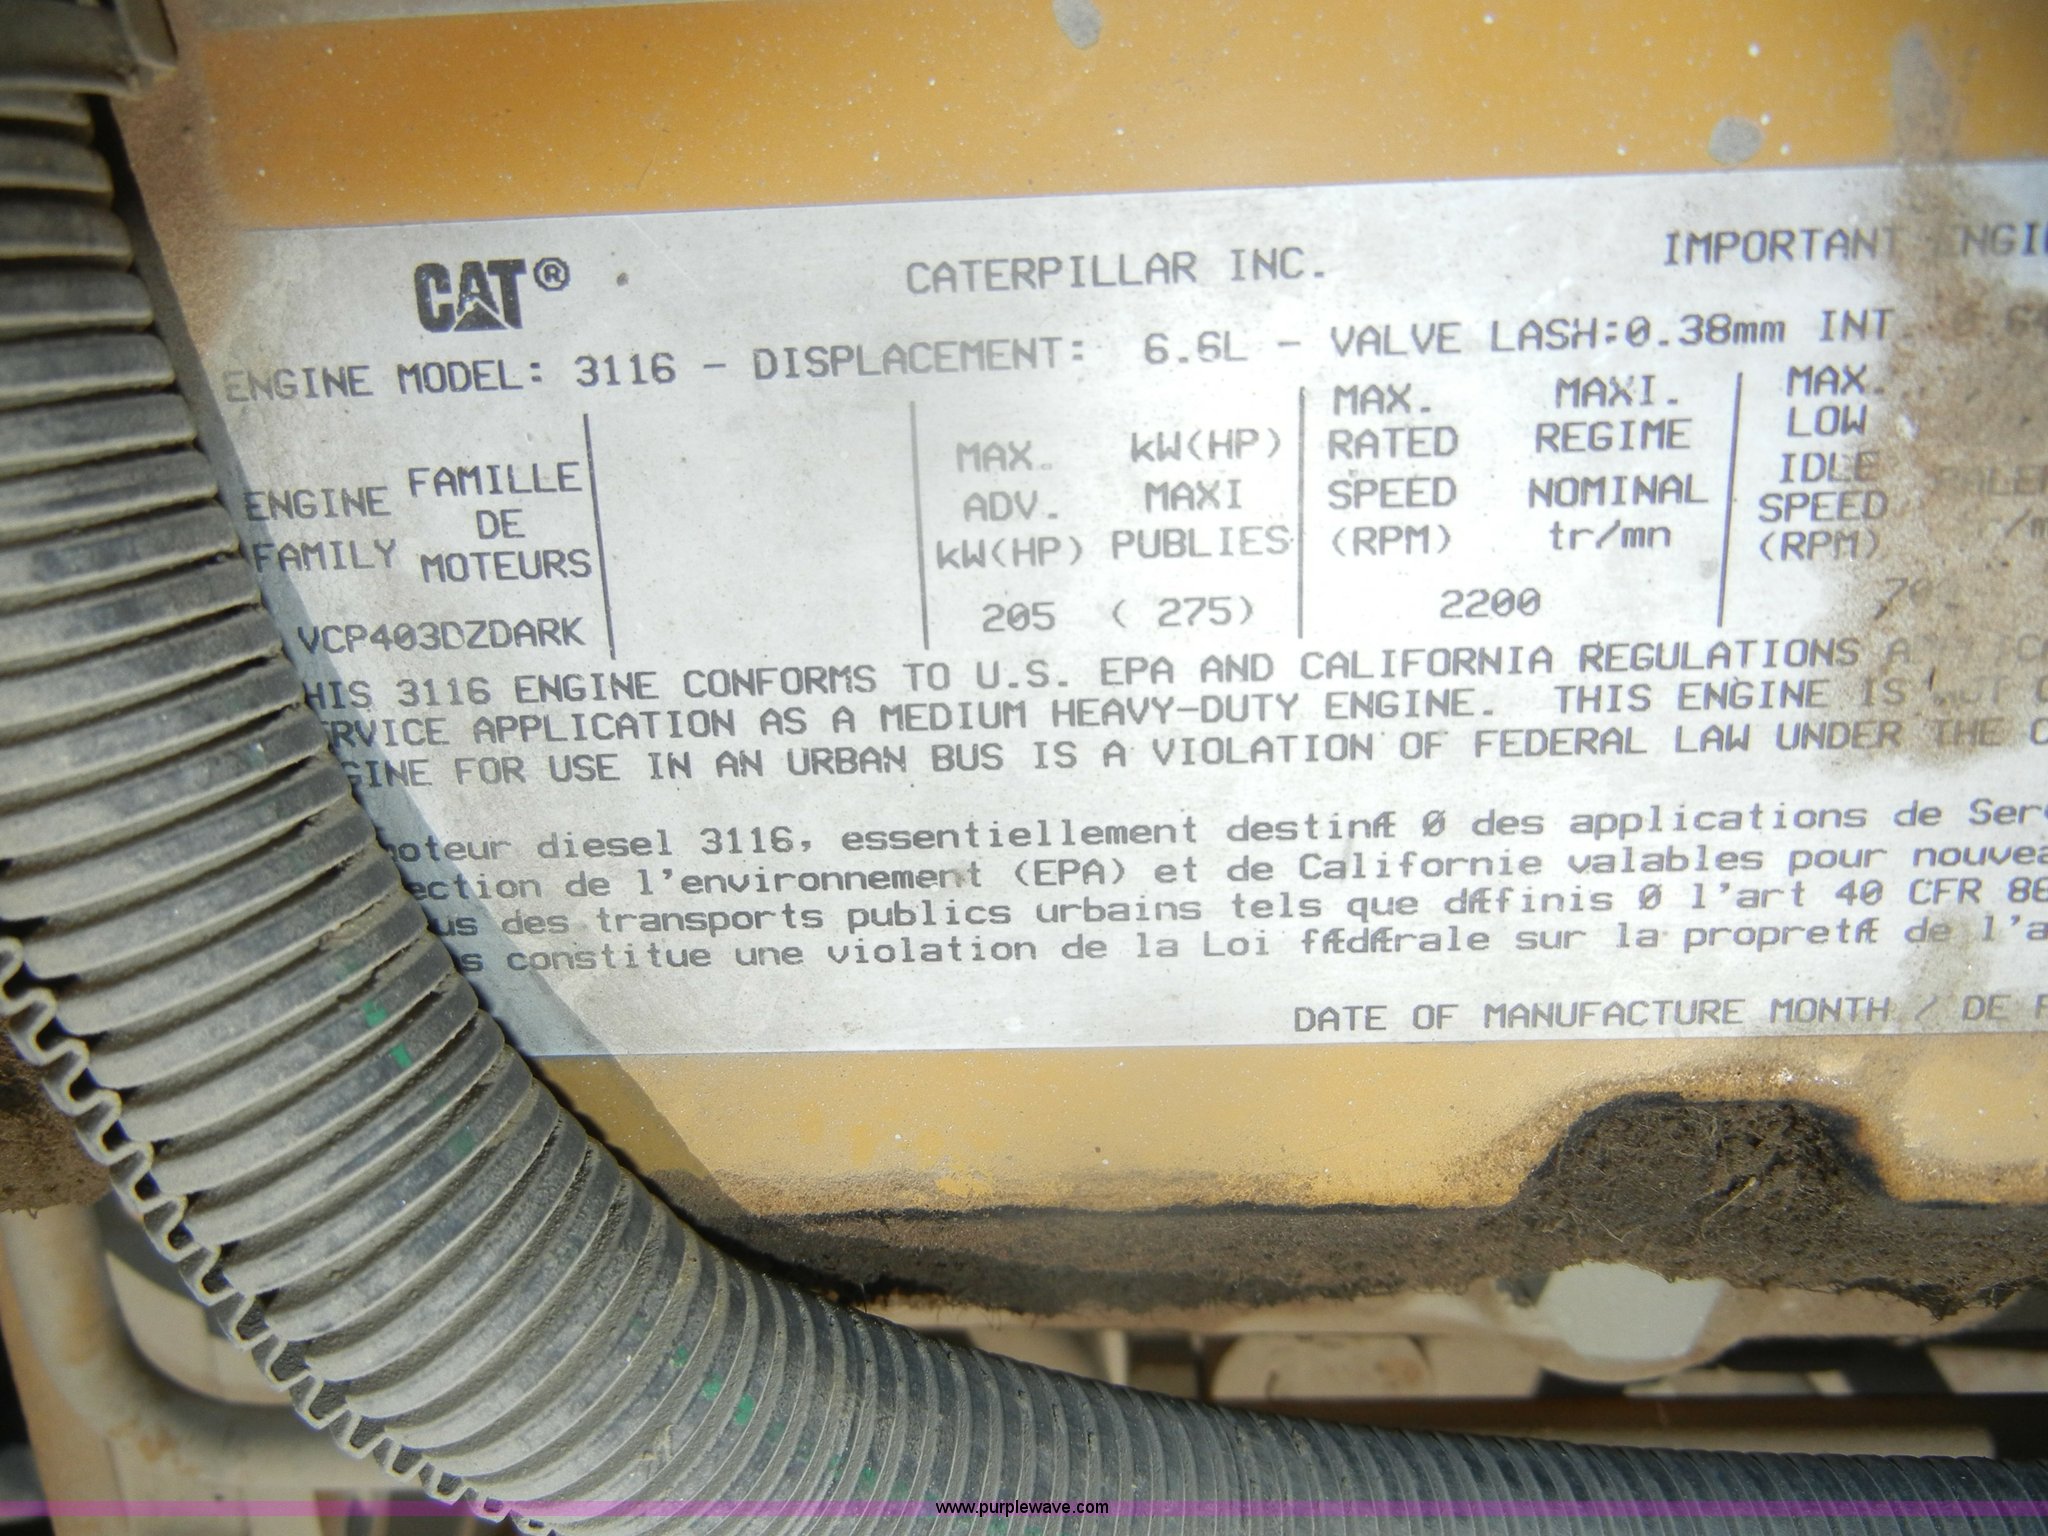 CAT® CATERPILLAR INC. IMPORTANT ENGI
ENGINE MODEL: 3116 - DISPLACEMENT: 6.6L - VALVE LASH:0.38mm INT.
ENGINE FAMILY
FAMILLE DE MOTEURS
MAX. ADV. kW(HP)
kW(HP) MAXI PUBLIES
MAX. RATED SPEED (RPM)
MAXI. REGIME NOMINAL tr/mn
MAX. LOW IDLE SPEED (RPM)
VCP403DZDARK 205 ( 275) 2200
HIS 3116 ENGINE CONFORMS TO U.S. EPA AND CALIFORNIA REGULATIONS
RVICE APPLICATION AS A MEDIUM HEAVY-DUTY ENGINE. THIS ENGINE IS
GINE FOR USE IN AN URBAN BUS IS A VIOLATION OF FEDERAL LAW UNDER THE C
oteur diesel 3116, essentiellement destinÆ Ø des applications de Ser
ection de l'environnement (EPA) et de Californie valables pour nouvea
us des transports publics urbains tels que dÆfinis Ø l'art 40 CFR 86
s constitue une violation de la Loi fÆdÆrale sur la propretÆ de l'a
DATE OF MANUFACTURE MONTH / DE F
www.purplewave.com